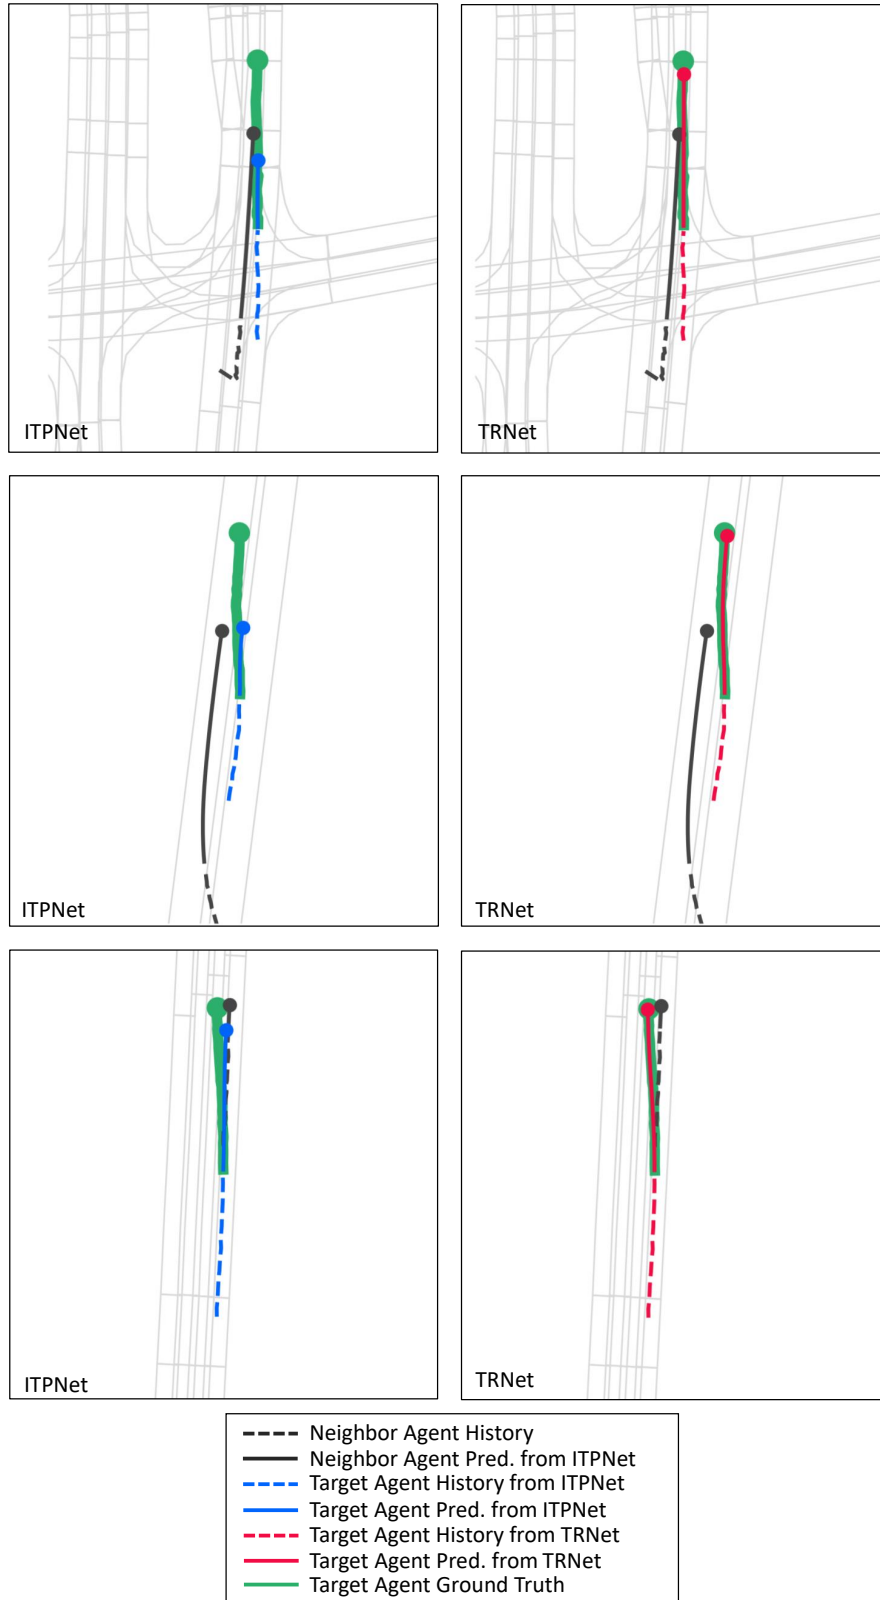 ITPNet
TRNet
ITPNet
TRNet
ITPNet
TRNet
Neighbor Agent History
Neighbor Agent Pred. from ITPNet
Target Agent History from ITPNet
Target Agent Pred. from ITPNet
Target Agent History from TRNet
Target Agent Pred. from TRNet
Target Agent Ground Truth